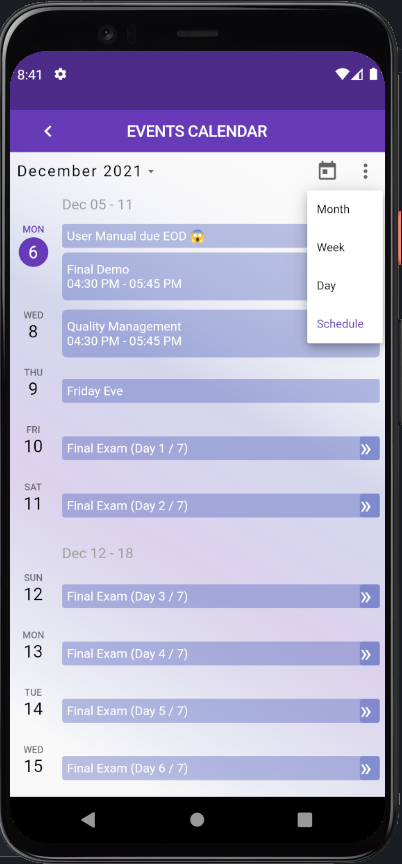 8:41
EVENTS CALENDAR
December 2021
Dec 05 - 11
Month
Week
Day
Schedule
MON
6
User Manual due EOD 😱
Final Demo
04:30 PM - 05:45 PM
WED
8
Quality Management
04:30 PM - 05:45 PM
THU
9
Friday Eve
FRI
10
Final Exam (Day 1 / 7)
SAT
11
Final Exam (Day 2 / 7)
Dec 12 - 18
SUN
12
Final Exam (Day 3 / 7)
MON
13
Final Exam (Day 4 / 7)
TUE
14
Final Exam (Day 5 / 7)
WED
15
Final Exam (Day 6 / 7)